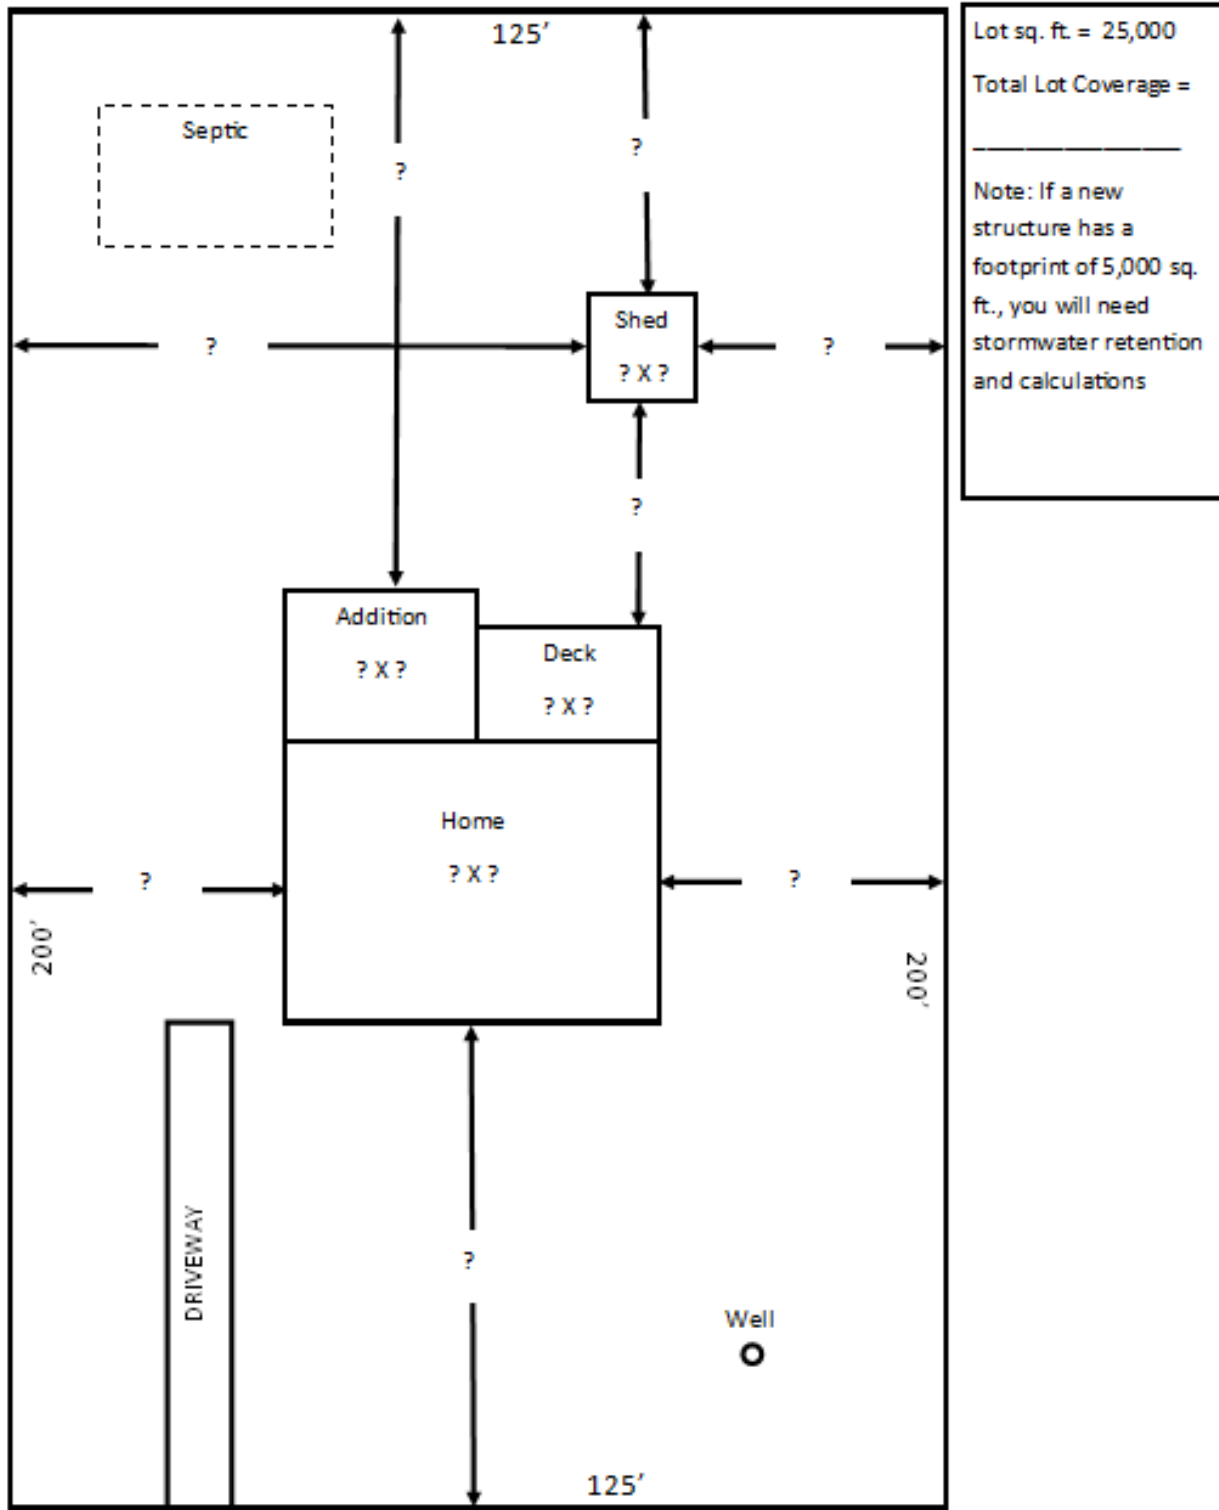 125’
Septic
?
?
Shed
? X ?
?
?
?
Addition
? X ?
Deck
? X ?
Home
? X ?
?
?
200’
200’
DRIVEWAY
?
Well
125’
Lot sq. ft. = 25,000
Total Lot Coverage =
________________
Note: If a new
structure has a
footprint of 5,000 sq.
ft., you will need
stormwater retention
and calculations